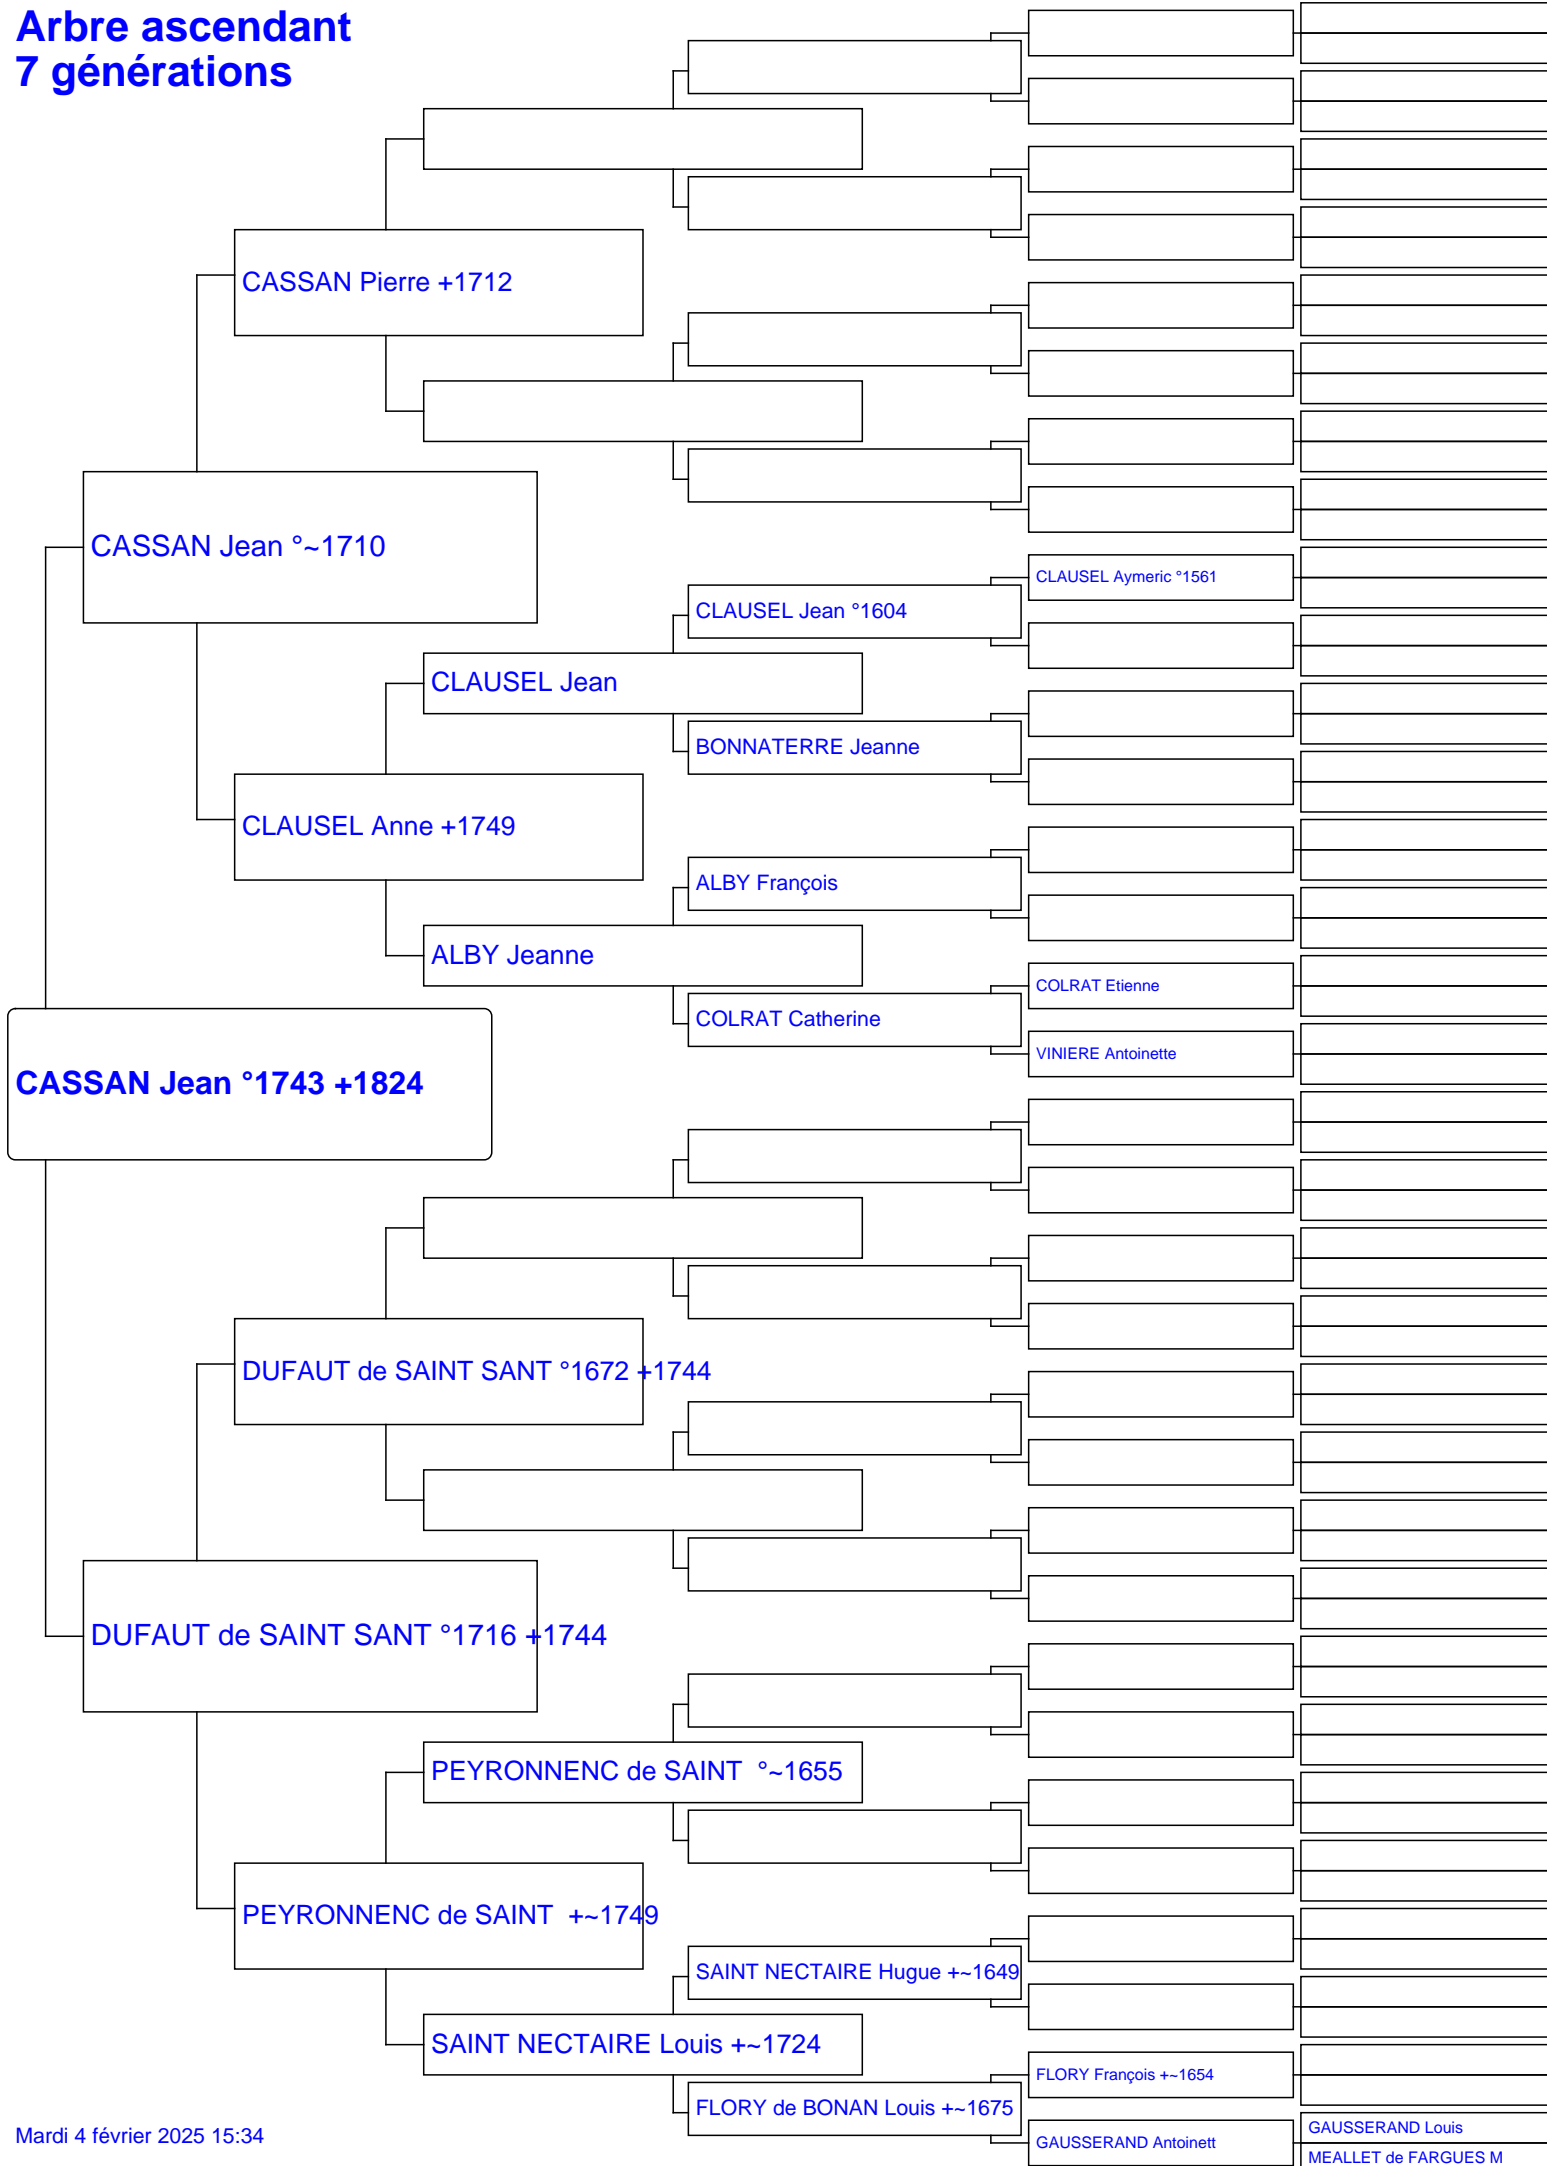 Arbre ascendant
7 générations
CASSAN Pierre +1712
CASSAN Jean °~1710
CLAUSEL Aymeric °1561
CLAUSEL Jean °1604
CLAUSEL Jean
BONNATERRE Jeanne
CLAUSEL Anne +1749
ALBY François
ALBY Jeanne
COLRAT Etienne
COLRAT Catherine
VINIERE Antoinette
CASSAN Jean °1743 +1824
DUFAUT de SAINT SANT °1672 +1744
DUFAUT de SAINT SANT °1716 +1744
PEYRONNENC de SAINT  °~1655
PEYRONNENC de SAINT  +~1749
SAINT NECTAIRE Hugue +~1649
SAINT NECTAIRE Louis +~1724
FLORY François +~1654
FLORY de BONAN Louis +~1675
GAUSSERAND Louis
GAUSSERAND Antoinett
MEALLET de FARGUES M
Mardi 4 février 2025 15:34